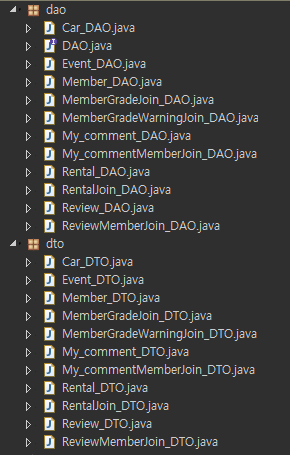 dao
Car_DAO.java
DAO.java
Event_DAO.java
Member_DAO.java
MemberGradeJoin_DAO.java
MemberGradeWarningJoin_DAO.java
My_comment_DAO.java
My_commentMemberJoin_DAO.java
Rental_DAO.java
RentalJoin_DAO.java
Review_DAO.java
ReviewMemberJoin_DAO.java
dto
Car_DTO.java
Event_DTO.java
Member_DTO.java
MemberGradeJoin_DTO.java
MemberGradeWarningJoin_DTO.java
My_comment_DTO.java
My_commentMemberJoin_DTO.java
Rental_DTO.java
RentalJoin_DTO.java
Review_DTO.java
ReviewMemberJoin_DTO.java